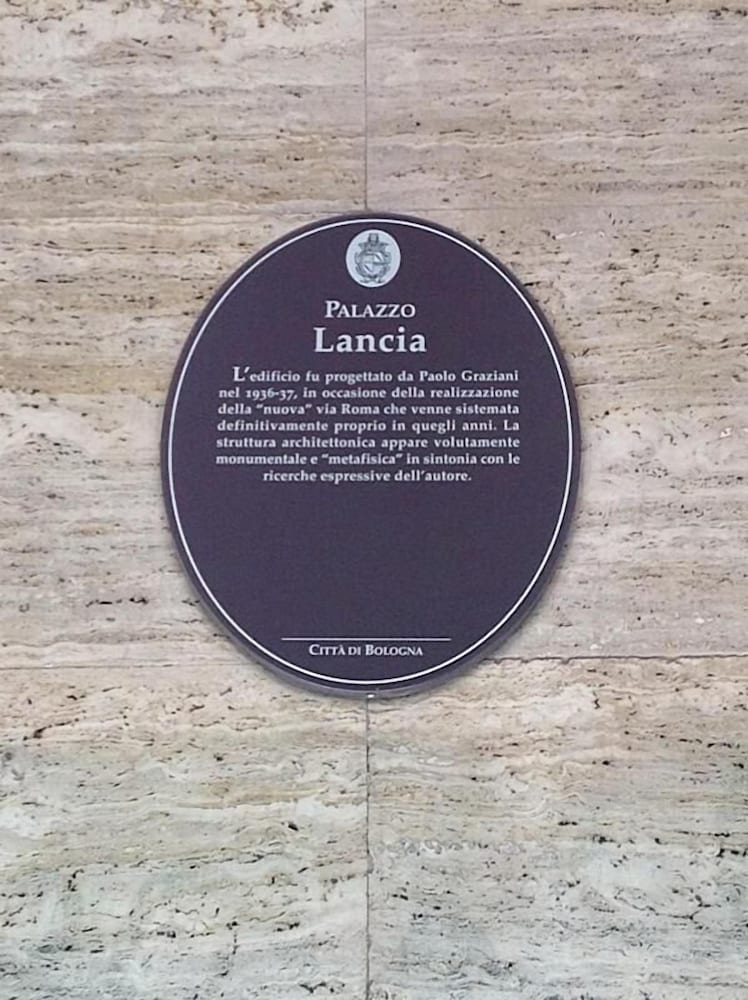 PALAZZO
Lancia
L'edificio fu progettato da Paolo Graziani
nel 1936-37, in occasione della realizzazione
della "nuova" via Roma che venne sistemata
definitivamente proprio in quegli anni. La
struttura architettonica appare volutamente
monumentale e "metafisica" in sintonia con le
ricerche espressive dell'autore.
CITTÀ DI BOLOGNA